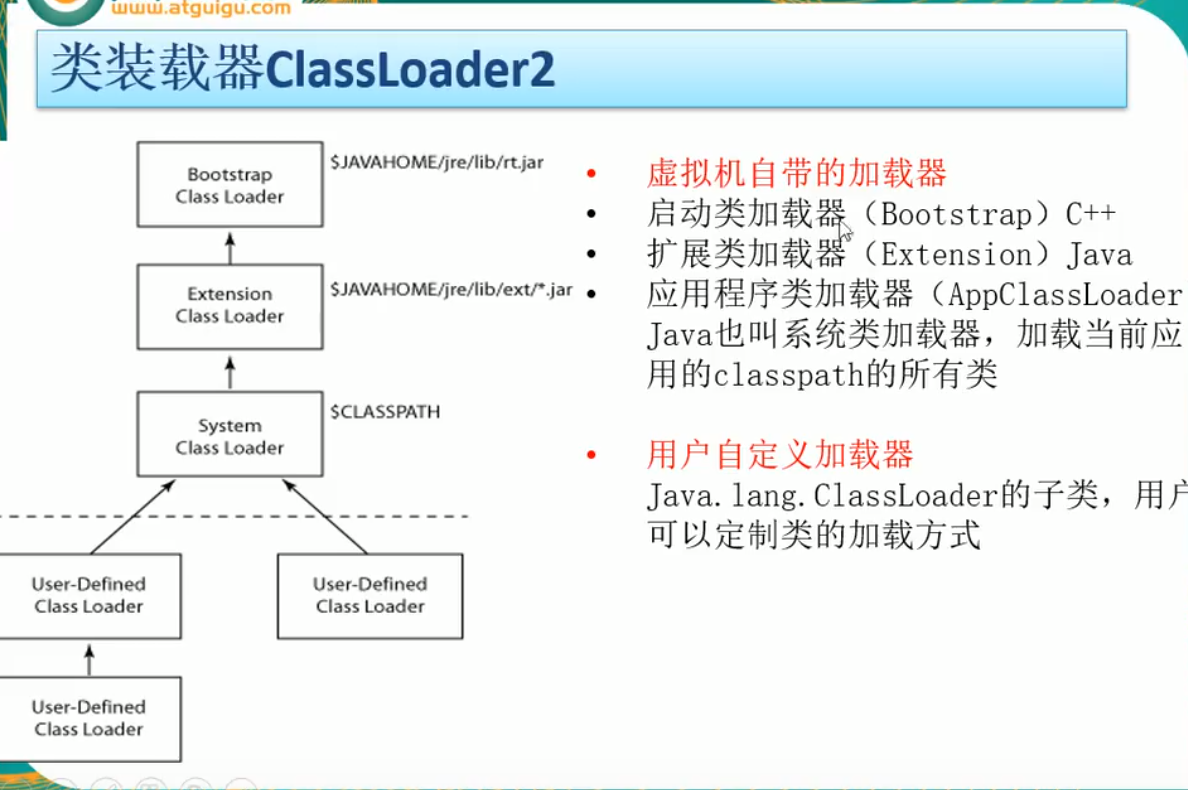 www.atguigu.com
类装载器ClassLoader2
Bootstrap
Class Loader
$JAVAHOME/jre/lib/rt.jar
Extension
Class Loader
$JAVAHOME/jre/lib/ext/*.jar
System
Class Loader
$CLASSPATH
User-Defined
Class Loader
User-Defined
Class Loader
User-Defined
Class Loader
虚拟机自带的加载器
启动类加载器（Bootstrap）C++
扩展类加载器（Extension）Java
应用程序类加载器（AppClassLoader
Java也叫系统类加载器，加载当前应
用的classpath的所有类
用户自定义加载器
Java.lang.ClassLoader的子类，用户
可以定制类的加载方式